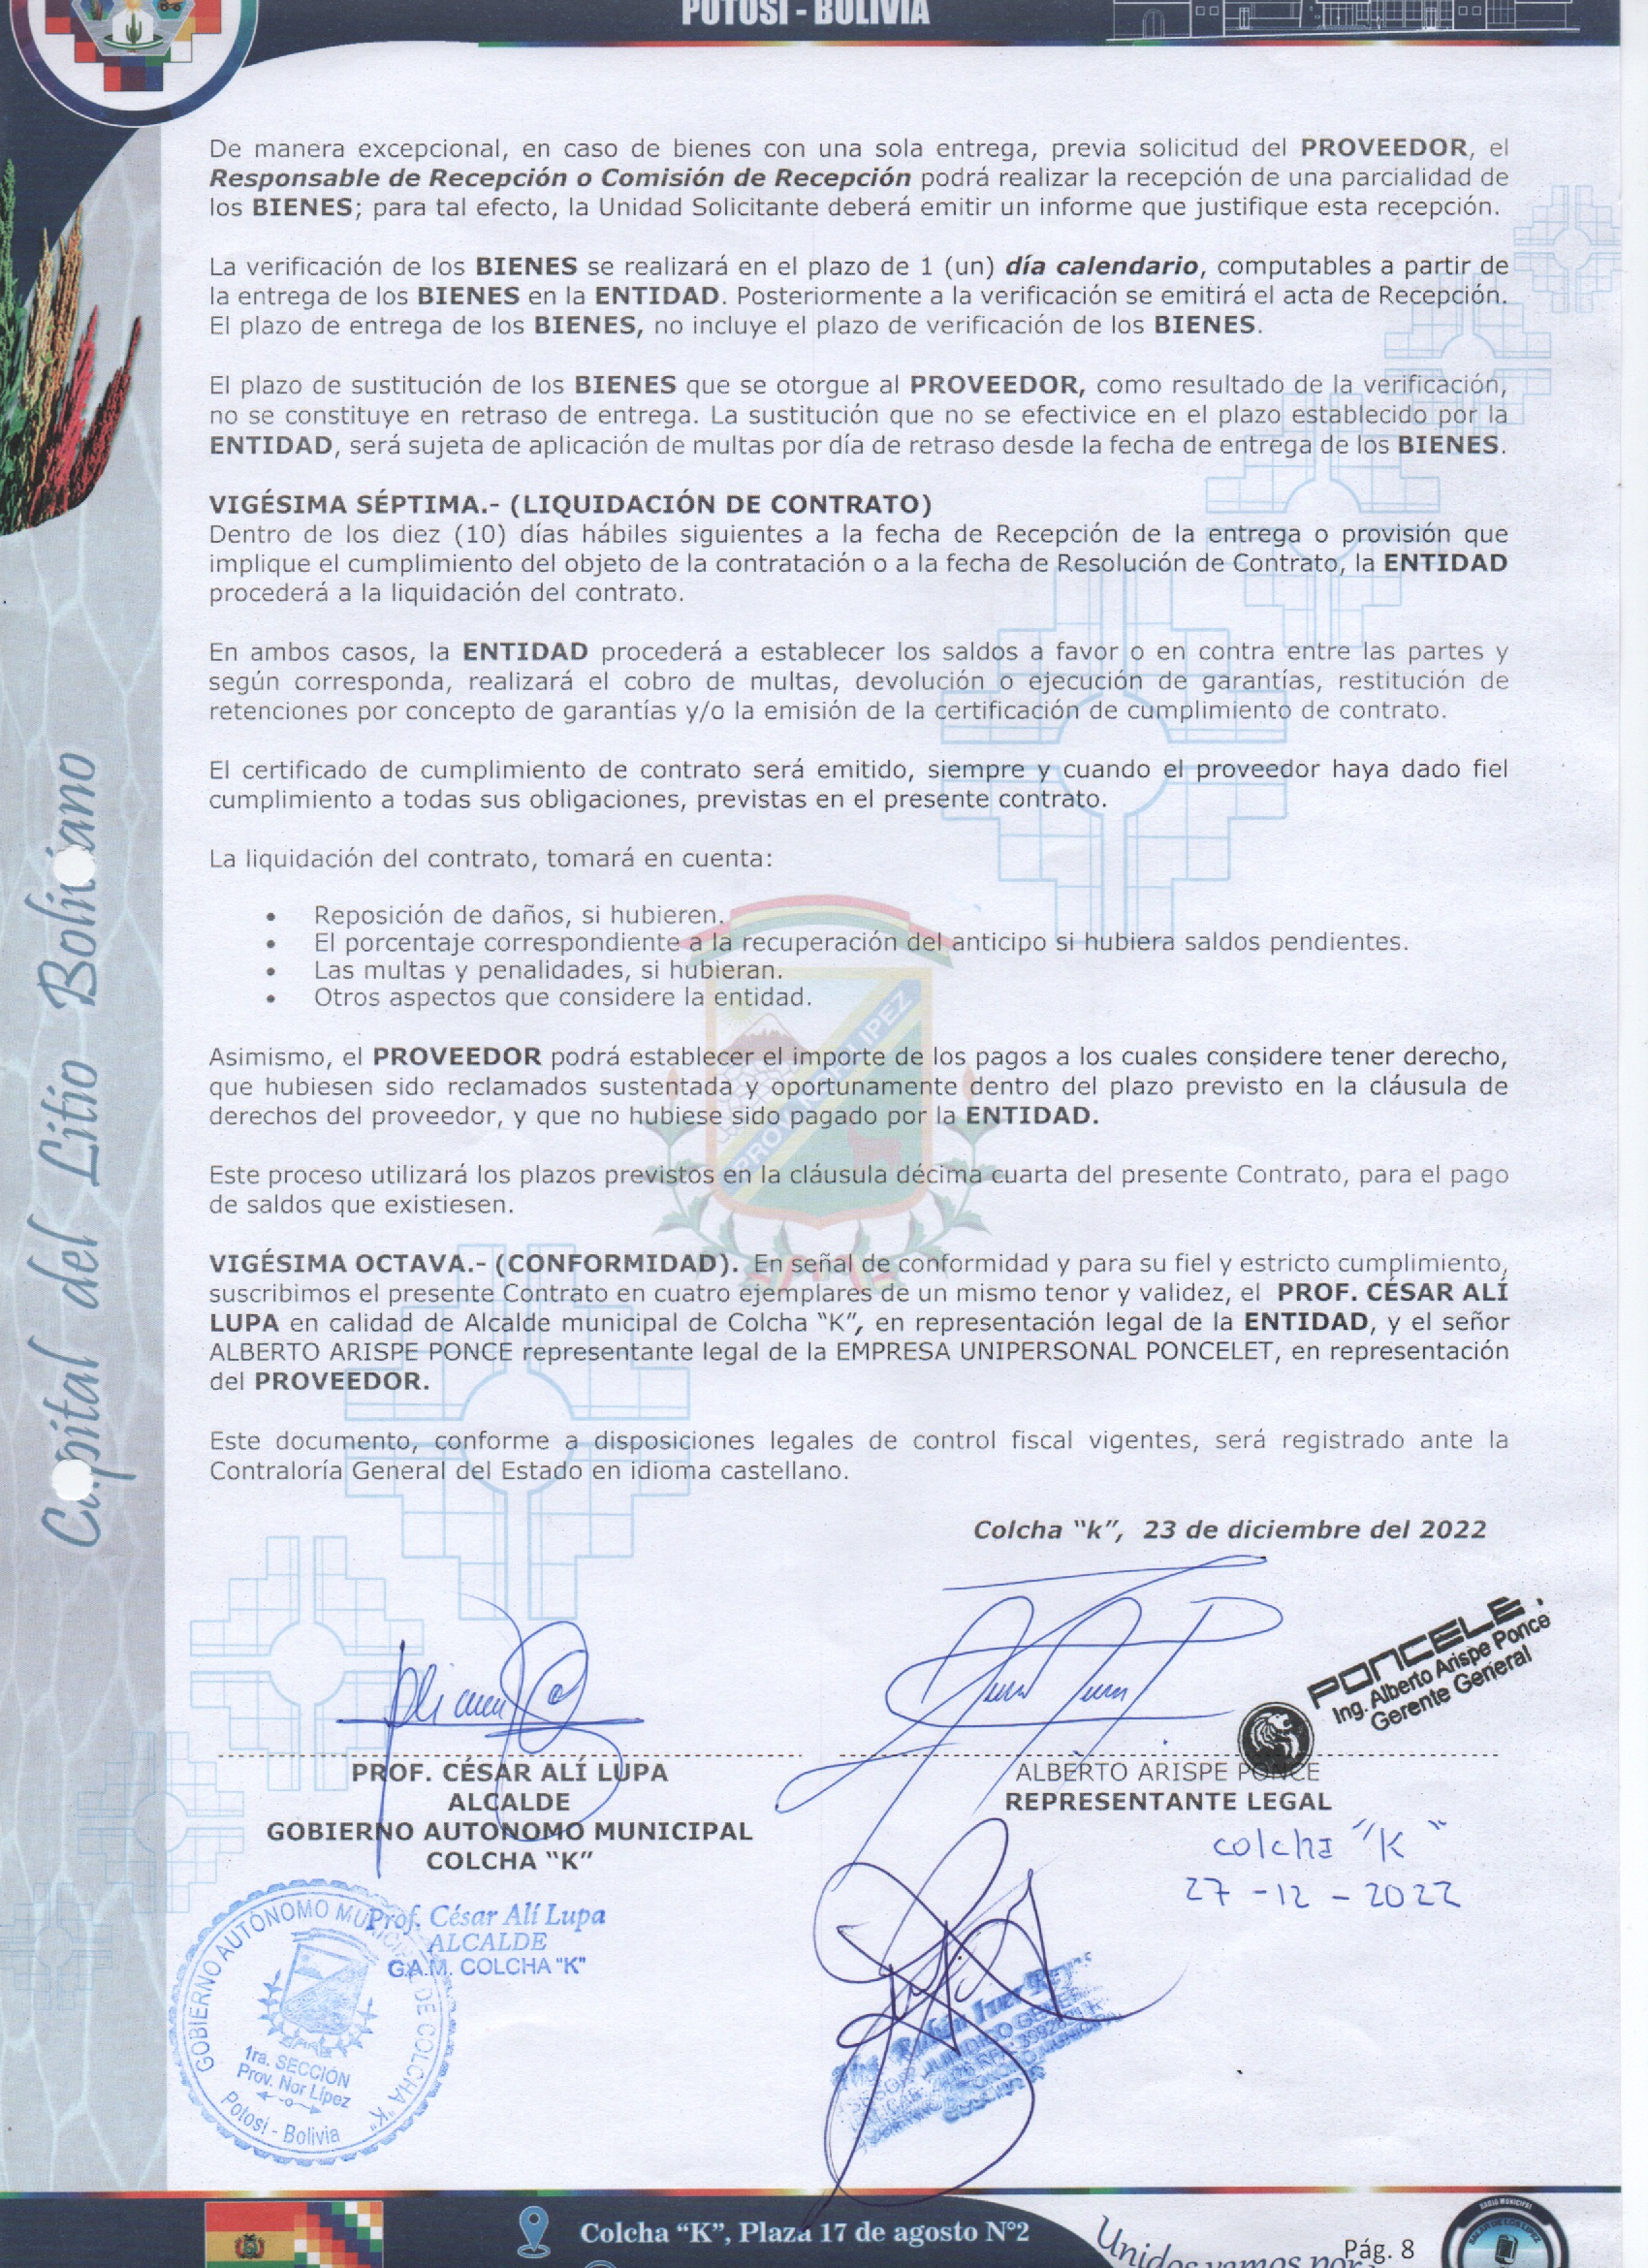 POTOSÍ - BOLIVIA
De manera excepcional, en caso de bienes con una sola entrega, previa solicitud del PROVEEDOR, el
Responsable de Recepción o Comisión de Recepción podrá realizar la recepción de una parcialidad de
los BIENES; para tal efecto, la Unidad Solicitante deberá emitir un informe que justifique esta recepción.
La verificación de los BIENES se realizará en el plazo de 1 (un) día calendario, computables a partir de
la entrega de los BIENES en la ENTIDAD. Posteriormente a la verificación se emitirá el acta de Recepción.
El plazo de entrega de los BIENES, no incluye el plazo de verificación de los BIENES.
El plazo de sustitución de los BIENES que se otorgue al PROVEEDOR, como resultado de la verificación,
no se constituye en retraso de entrega. La sustitución que no se efectivice en el plazo establecido por la
ENTIDAD, será sujeta de aplicación de multas por día de retraso desde la fecha de entrega de los BIENES.
VIGÉSIMA SÉPTIMA.- (LIQUIDACIÓN DE CONTRATO)
Dentro de los diez (10) días hábiles siguientes a la fecha de Recepción de la entrega o provisión que
implique el cumplimiento del objeto de la contratación o a la fecha de Resolución de Contrato, la ENTIDAD
procederá a la liquidación del contrato.
En ambos casos, la ENTIDAD procederá a establecer los saldos a favor o en contra entre las partes y
según corresponda, realizará el cobro de multas, devolución o ejecución de garantías, restitución de
retenciones por concepto de garantías y/o la emisión de la certificación de cumplimiento de contrato.
El certificado de cumplimiento de contrato será emitido, siempre y cuando el proveedor haya dado fiel
cumplimiento a todas sus obligaciones, previstas en el presente contrato.
La liquidación del contrato, tomará en cuenta:
• Reposición de daños, si hubieren.
• El porcentaje correspondiente a la recuperación del anticipo si hubiera saldos pendientes.
• Las multas y penalidades, si hubieran.
• Otros aspectos que considere la entidad.
Asimismo, el PROVEEDOR podrá establecer el importe de los pagos a los cuales considere tener derecho,
que hubiesen sido reclamados sustentada y oportunamente dentro del plazo previsto en la cláusula de
derechos del proveedor, y que no hubiese sido pagado por la ENTIDAD.
Este proceso utilizará los plazos previstos en la cláusula décima cuarta del presente Contrato, para el pago
de saldos que existiesen.
VIGÉSIMA OCTAVA.- (CONFORMIDAD). En señal de conformidad y para su fiel y estricto cumplimiento,
suscribimos el presente Contrato en cuatro ejemplares de un mismo tenor y validez, el PROF. CÉSAR ALÍ
LUPA en calidad de Alcalde municipal de Colcha "K", en representación legal de la ENTIDAD, y el señor
ALBERTO ARISPE PONCE representante legal de la EMPRESA UNIPERSONAL PONCELET, en representación
del PROVEEDOR.
Este documento, conforme a disposiciones legales de control fiscal vigentes, será registrado ante la
Contraloría General del Estado en idioma castellano.
Colcha "k", 23 de diciembre del 2022
PONCELE
Ing. Alberto Arispe Ponce
Gerente General
PROF. CÉSAR ALÍ LUPA
ALCALDE
GOBIERNO AUTONOMO MUNICIPAL
COLCHA "K"
ALBERTO ARISPE PONCE
REPRESENTANTE LEGAL
colcha "K"
27-12-2022
Prof. César Alí Lupa
ALCALDE
G.A.M. COLCHA "K"
GOBIERNO AUTÓNOMO MUNICIPAL DE COLCHA "K"
1ra. SECCIÓN
Prov. Nor Lípez
Potosí - Bolivia
Capital del Litio Boliviano
Colcha "K", Plaza 17 de agosto N°2
Unidos vamos por
Pág. 8